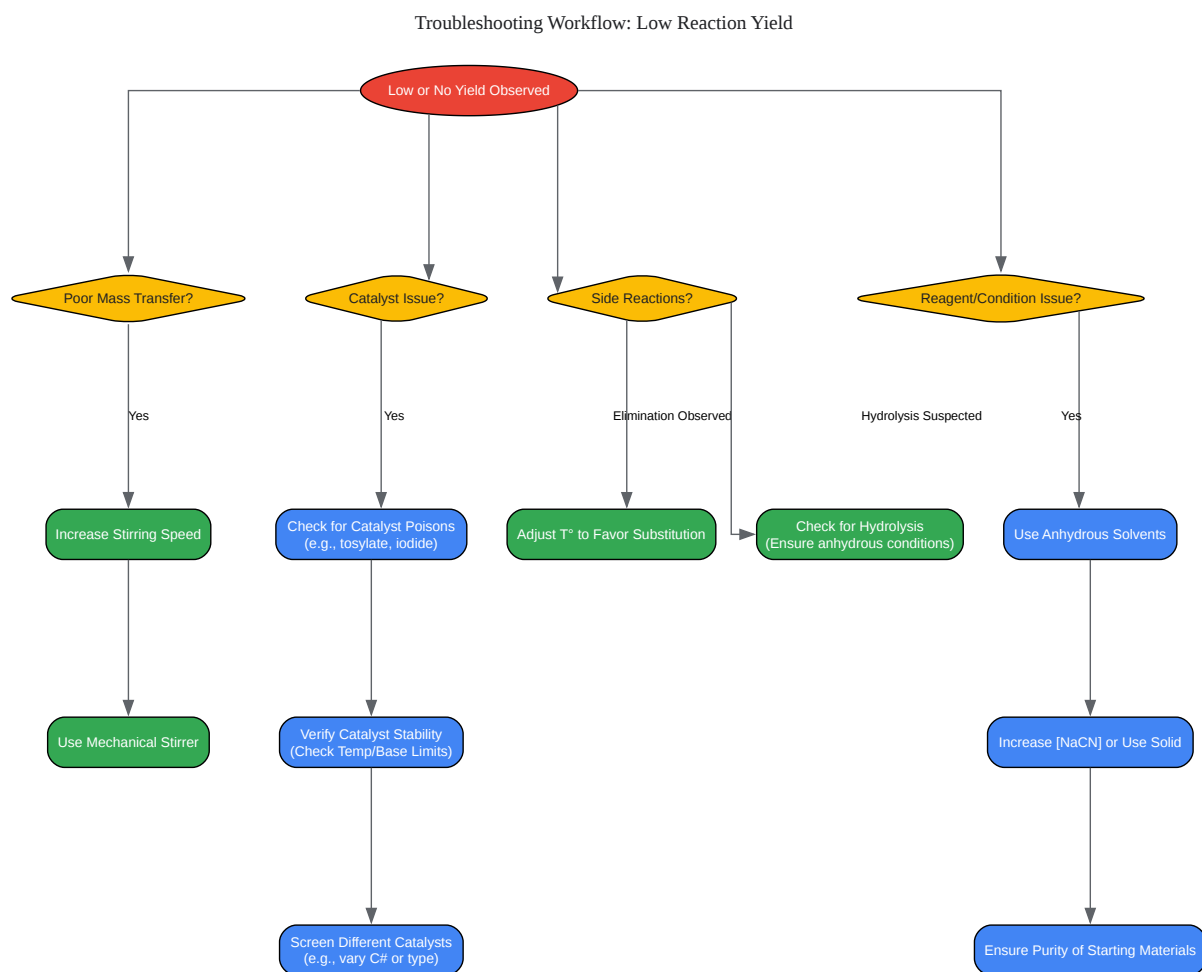 Troubleshooting Workflow: Low Reaction Yield
Low or No Yield Observed
Poor Mass Transfer?
Catalyst Issue?
Side Reactions?
Reagent/Condition Issue?
Yes
Yes
Elimination Observed
Hydrolysis Suspected
Yes
Increase Stirring Speed
Check for Catalyst Poisons
(e.g., tosylate, iodide)
Adjust T° to Favor Substitution
Check for Hydrolysis
(Ensure anhydrous conditions)
Use Anhydrous Solvents
Use Mechanical Stirrer
Verify Catalyst Stability
(Check Temp/Base Limits)
Increase [NaCN] or Use Solid
Screen Different Catalysts
(e.g., vary C# or type)
Ensure Purity of Starting Materials